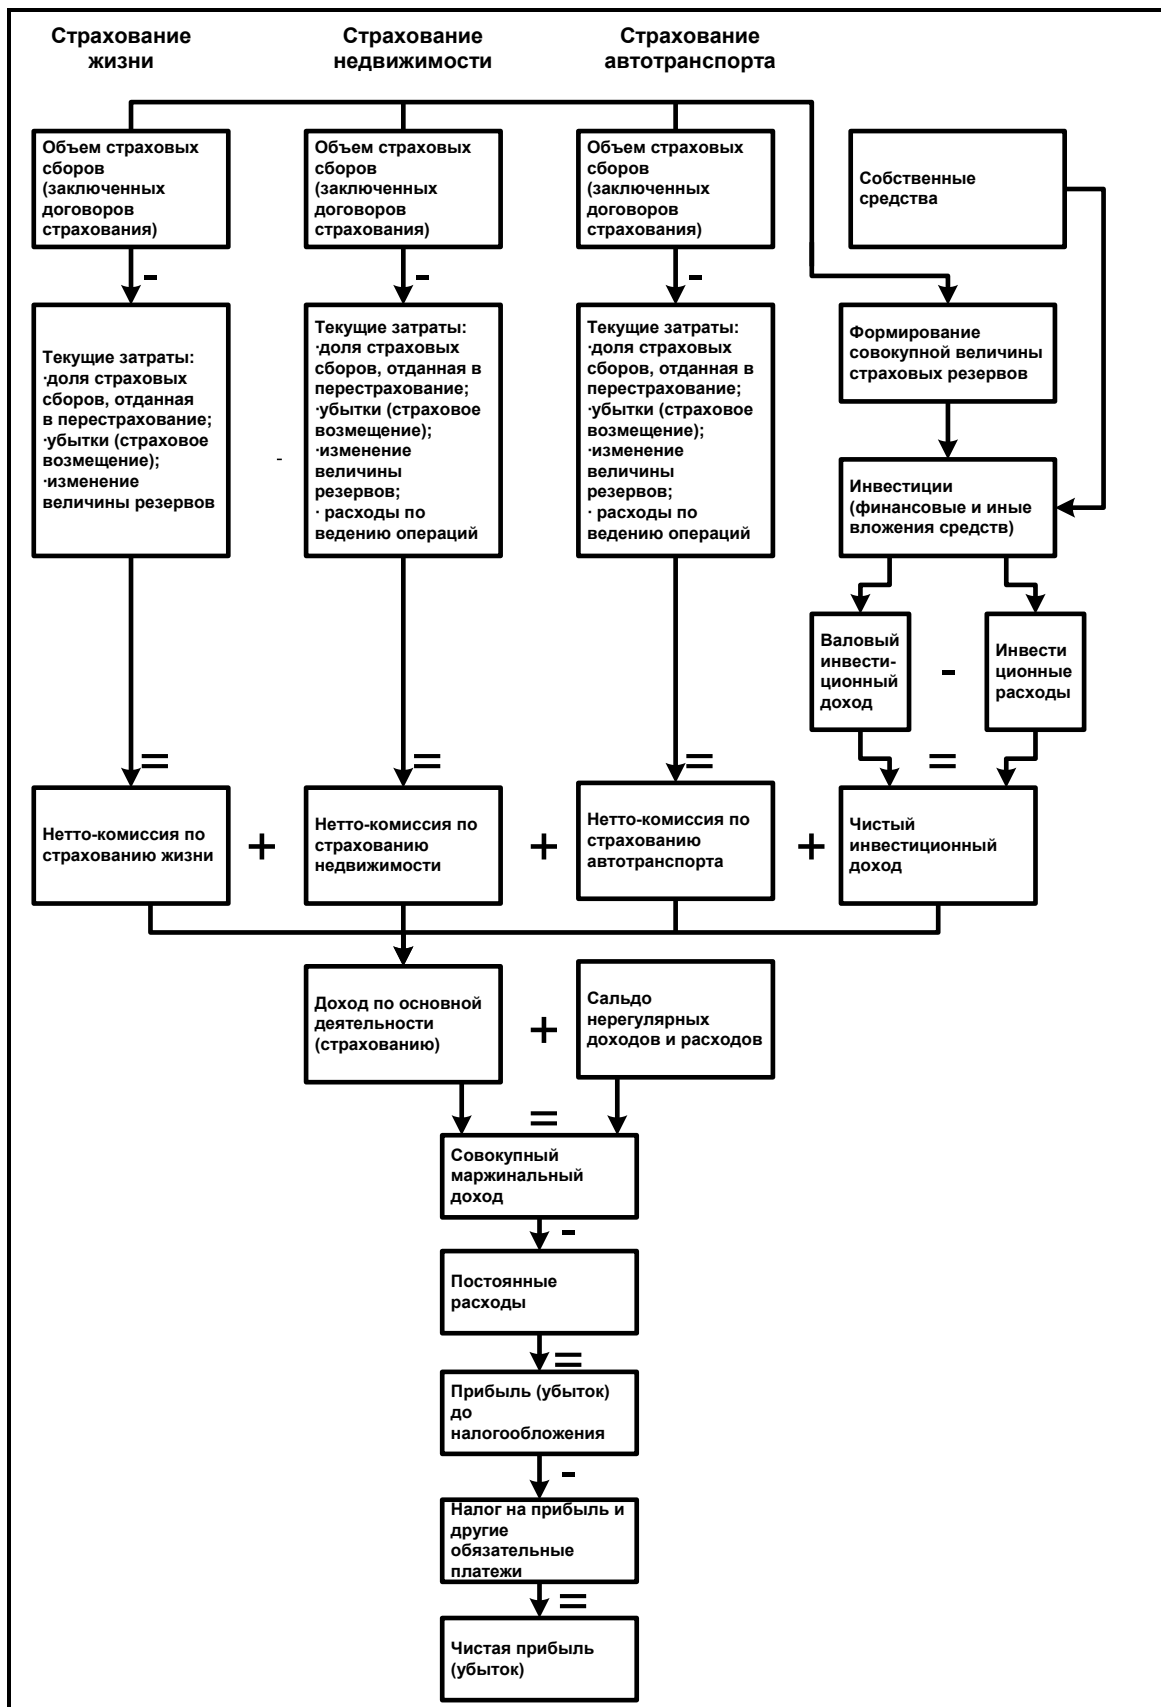 Страхование
жизни
Страхование
недвижимости
Страхование
автотранспорта
Объем страховых
сборов
(заключенных
договоров
страхования)
Объем страховых
сборов
(заключенных
договоров
страхования)
Объем страховых
сборов
(заключенных
договоров
страхования)
Собственные
средства
-
-
-
Текущие затраты:
·доля страховых
сборов, отданная
в перестрахование;
·убытки (страховое
возмещение);
·изменение
величины резервов
-
Текущие затраты:
·доля страховых
сборов, отданная в
перестрахование;
·убытки (страховое
возмещение);
·изменение
величины
резервов;
· расходы по
ведению операций
Текущие затраты:
·доля страховых
сборов, отданная в
перестрахование;
·убытки (страховое
возмещение);
·изменение
величины
резервов;
· расходы по
ведению операций
Формирование
совокупной величины
страховых резервов
Инвестиции
(финансовые и иные
вложения средств)
Валовый
инвести-
ционный
доход
-
Инвести
ционные
расходы
=
=
=
=
Нетто-комиссия по
страхованию жизни
+
Нетто-комиссия по
страхованию
недвижимости
+
Нетто-комиссия по
страхованию
автотранспорта
+
Чистый
инвестиционный
доход
Доход по основной
деятельности
(страхованию)
+
Сальдо
нерегулярных
доходов и расходов
=
Совокупный
маржинальный
доход
-
Постоянные
расходы
=
Прибыль (убыток)
до
налогообложения
-
Налог на прибыль и
другие
обязательные
платежи
=
Чистая прибыль
(убыток)